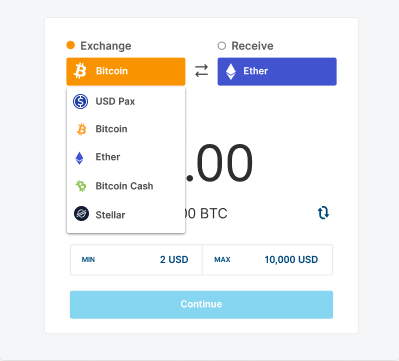 Exchange
Receive
Bitcoin
Ether
USD Pax
Bitcoin
Ether
Bitcoin Cash
Stellar
.00
00 BTC
MIN 2 USD MAX 10,000 USD
Continue